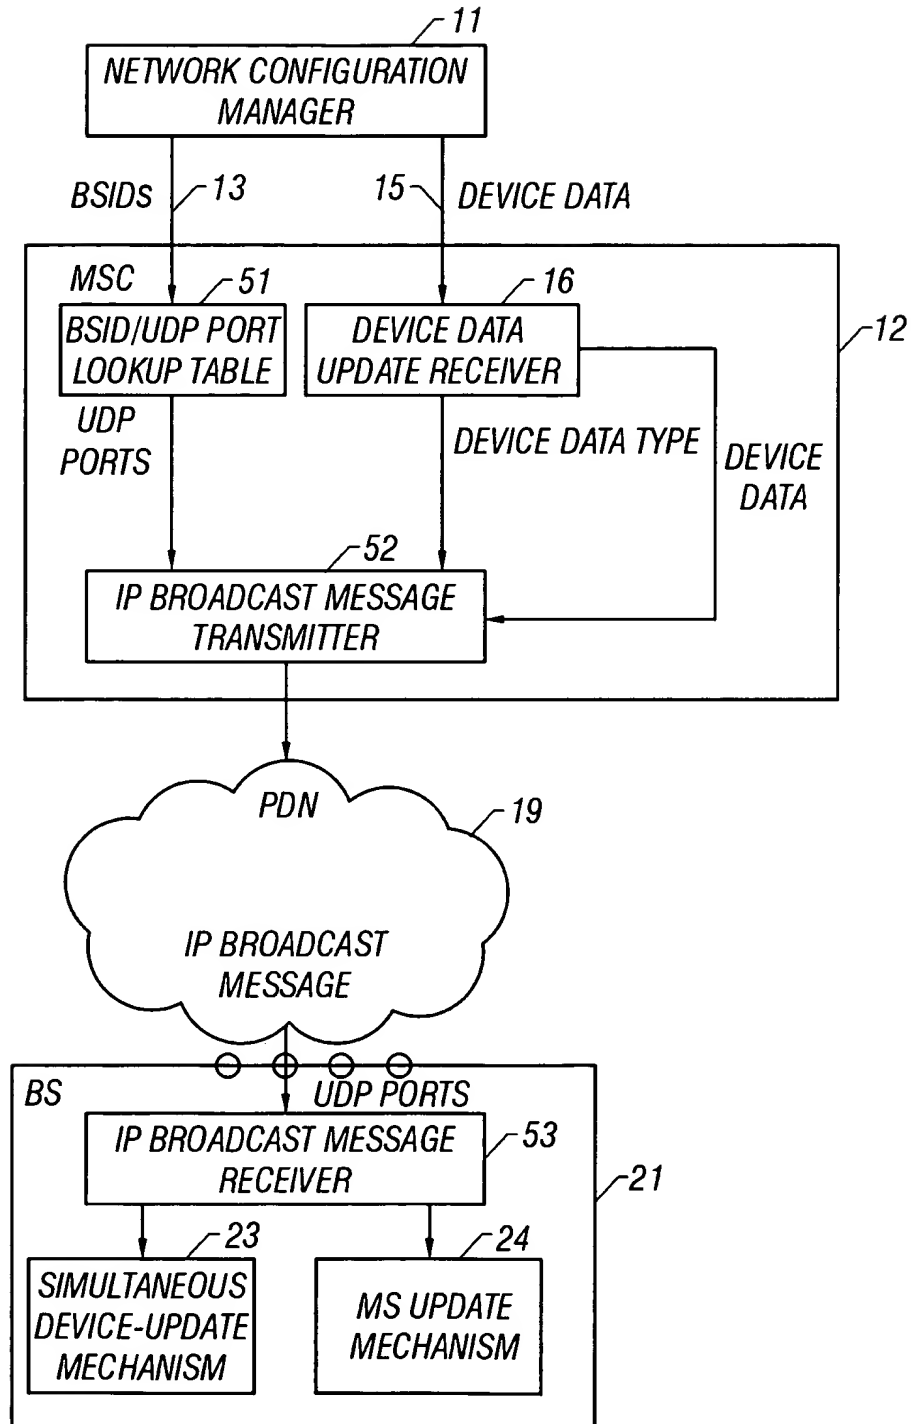 11
NETWORK CONFIGURATION
MANAGER
BSIDs
13
15
DEVICE DATA
MSC
51
16
12
BSID/UDP PORT
LOOKUP TABLE
DEVICE DATA
UPDATE RECEIVER
UDP
PORTS
DEVICE DATA TYPE
DEVICE
DATA
52
IP BROADCAST MESSAGE
TRANSMITTER
PDN
19
IP BROADCAST
MESSAGE
BS
UDP PORTS
IP BROADCAST MESSAGE
RECEIVER
53
21
23
24
SIMULTANEOUS
DEVICE-UPDATE
MECHANISM
MS UPDATE
MECHANISM